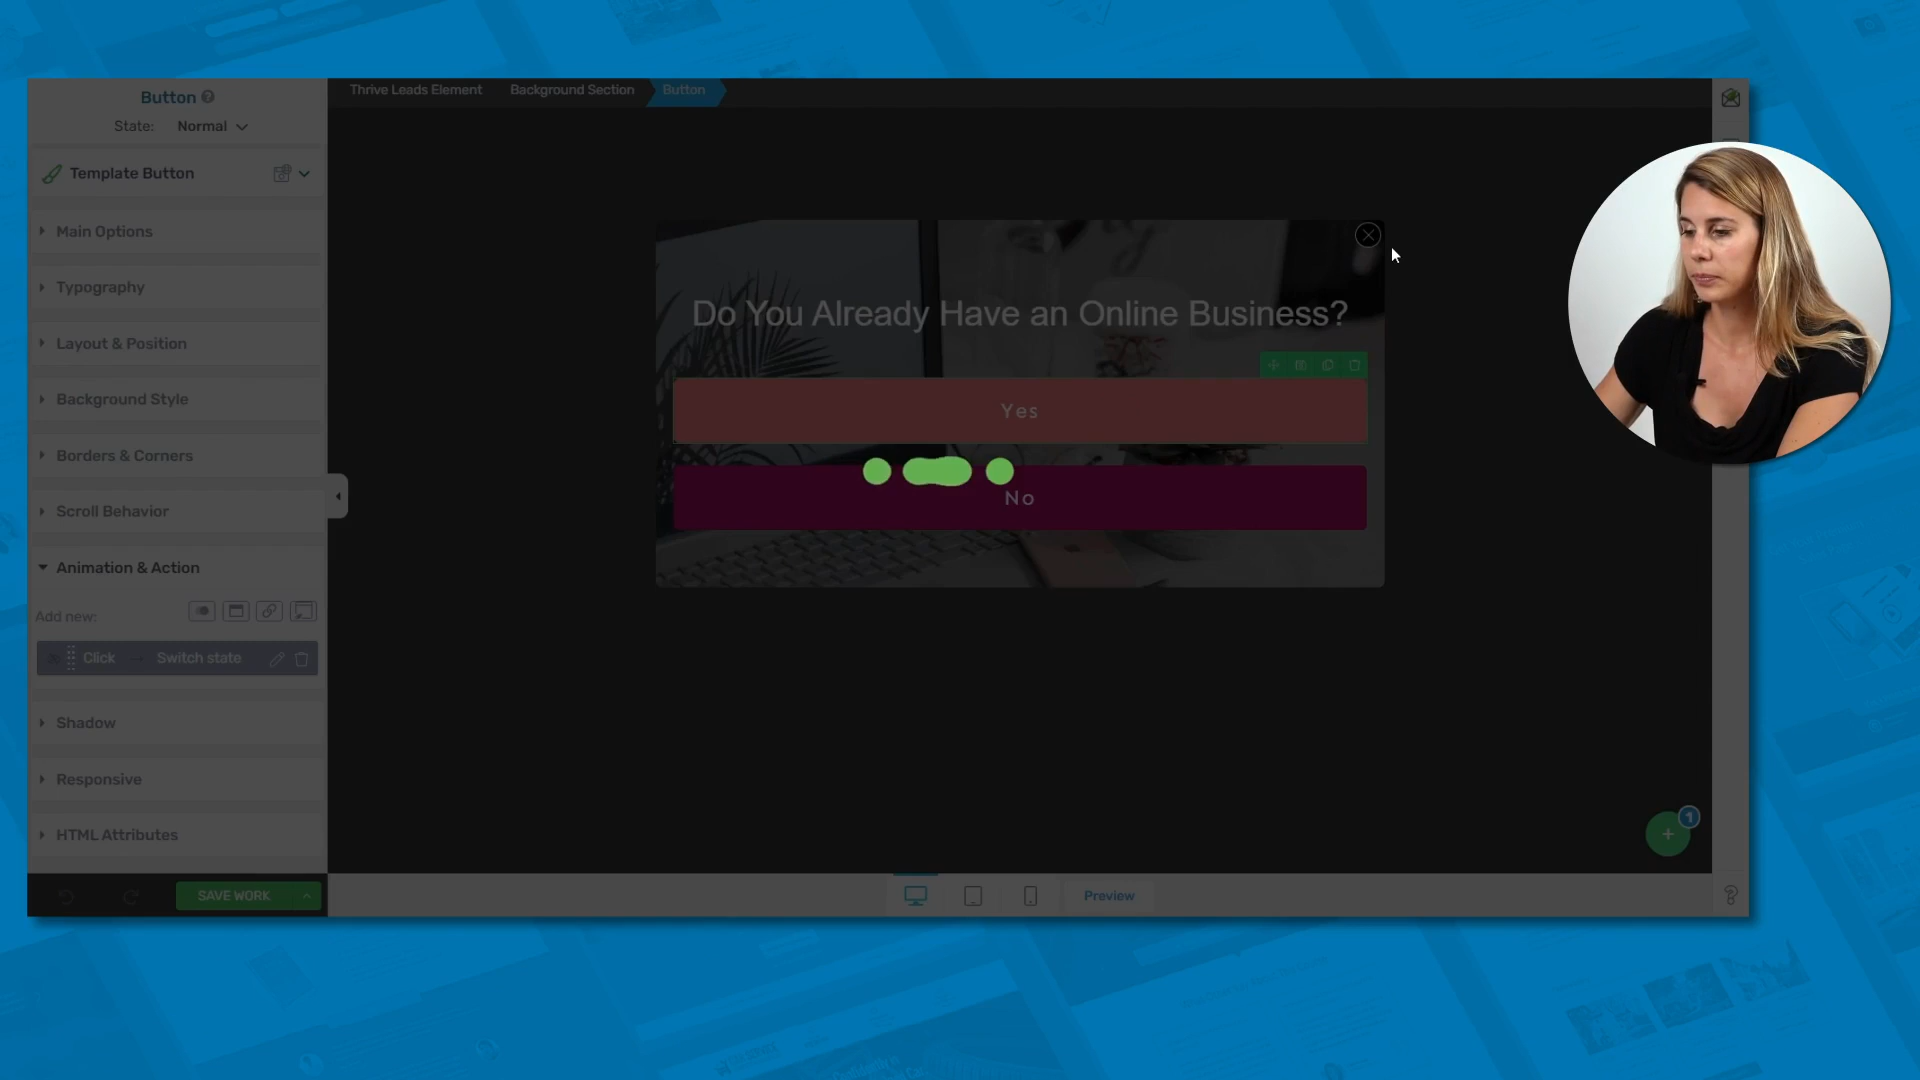 Button
State: Normal
Template Button
Main Options
Typography
Layout & Position
Background Style
Borders & Corners
Scroll Behavior
Animation & Action
Add new:
Click → Switch state
Shadow
Responsive
HTML Attributes
SAVE WORK
Thrive Leads Element
Background Section
Button
Do You Already Have an Online Business?
Yes
No
1
Preview